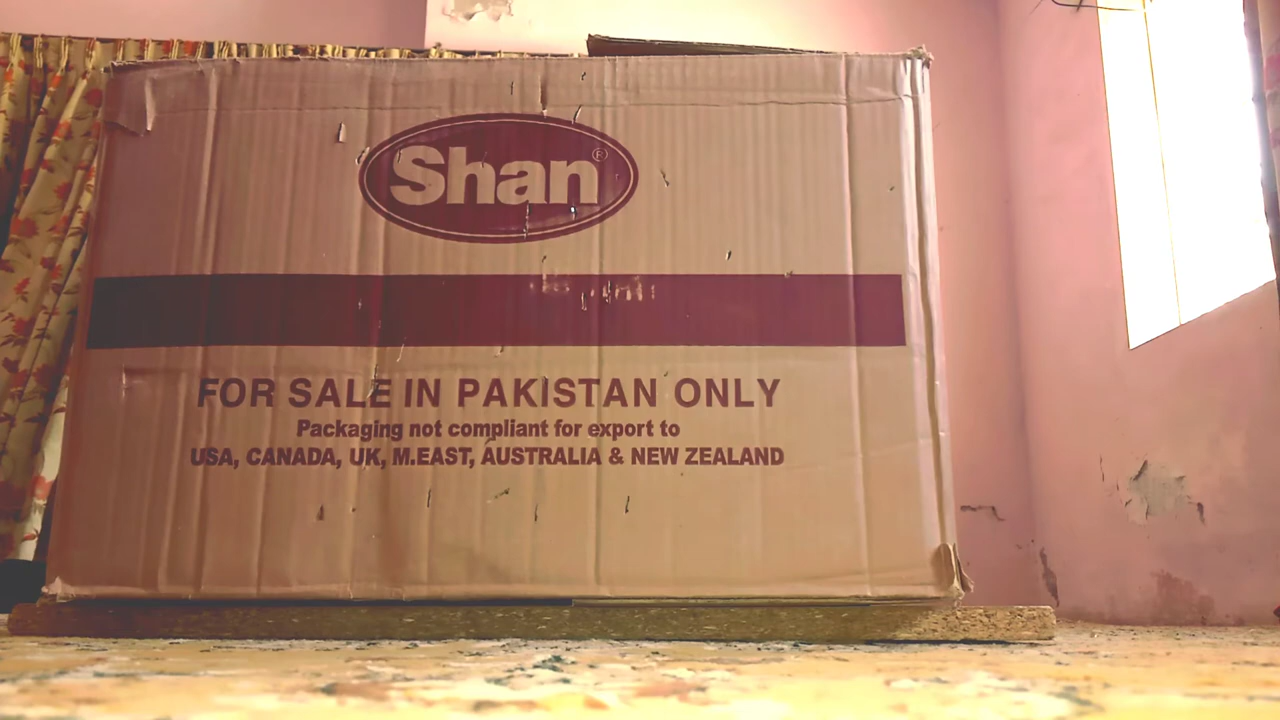 Shan®
FOR SALE IN PAKISTAN ONLY
Packaging not compliant for export to
USA, CANADA, UK, M.EAST, AUSTRALIA & NEW ZEALAND